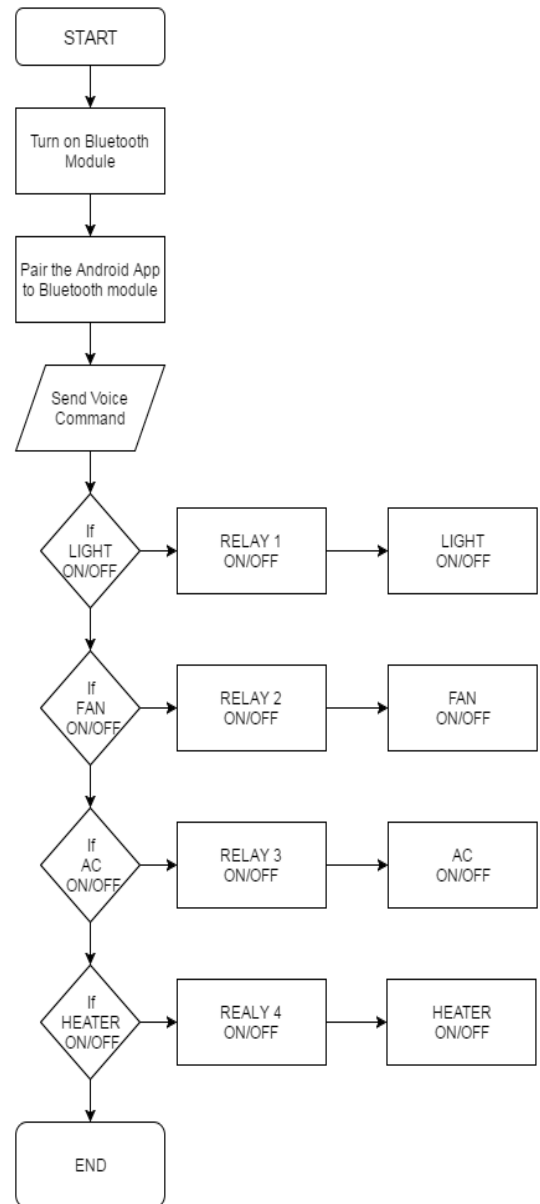 START
Turn on Bluetooth
Module
Pair the Android App
to Bluetooth module
Send Voice
Command
If
LIGHT
ON/OFF
RELAY 1
ON/OFF
LIGHT
ON/OFF
If
FAN
ON/OFF
RELAY 2
ON/OFF
FAN
ON/OFF
If
AC
ON/OFF
RELAY 3
ON/OFF
AC
ON/OFF
If
HEATER
ON/OFF
REALY 4
ON/OFF
HEATER
ON/OFF
END